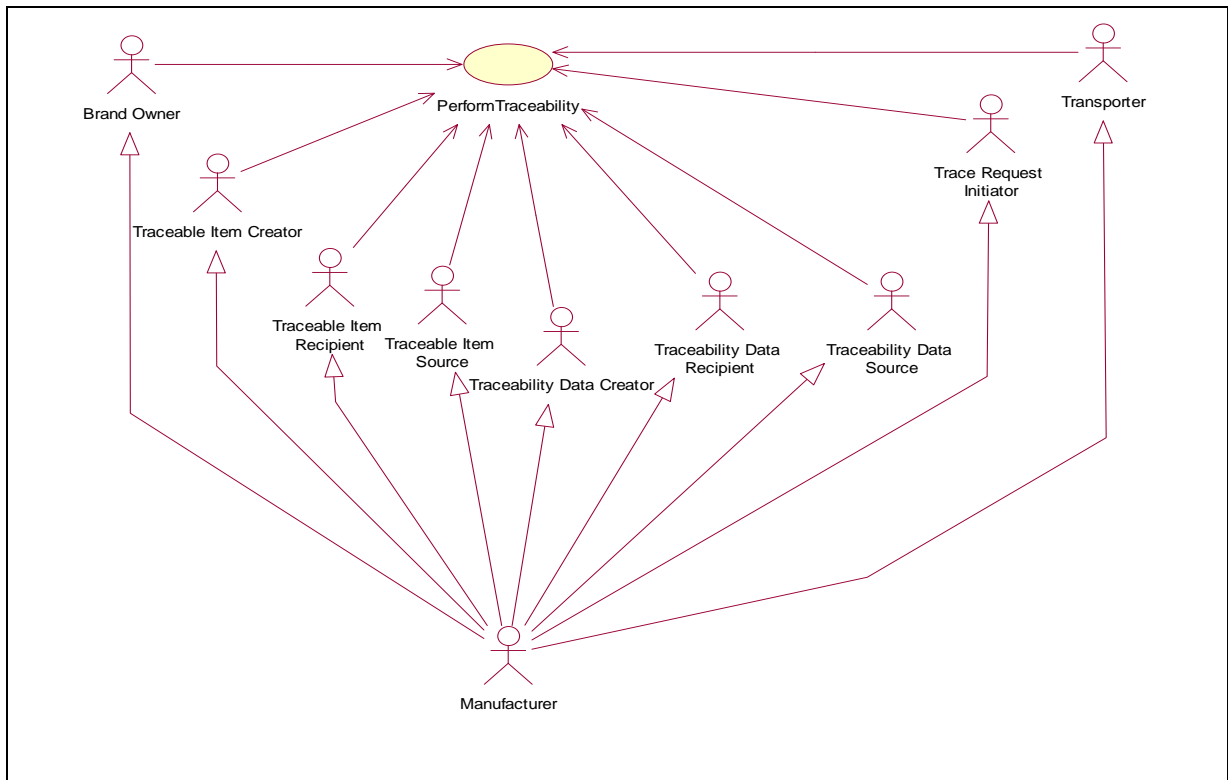 Brand Owner
PerformTraceability
Transporter
Traceable Item Creator
Trace Request
Initiator
Traceable Item
Recipient
Traceable Item
Source
Traceability Data Creator
Traceability Data
Recipient
Traceability Data
Source
Manufacturer